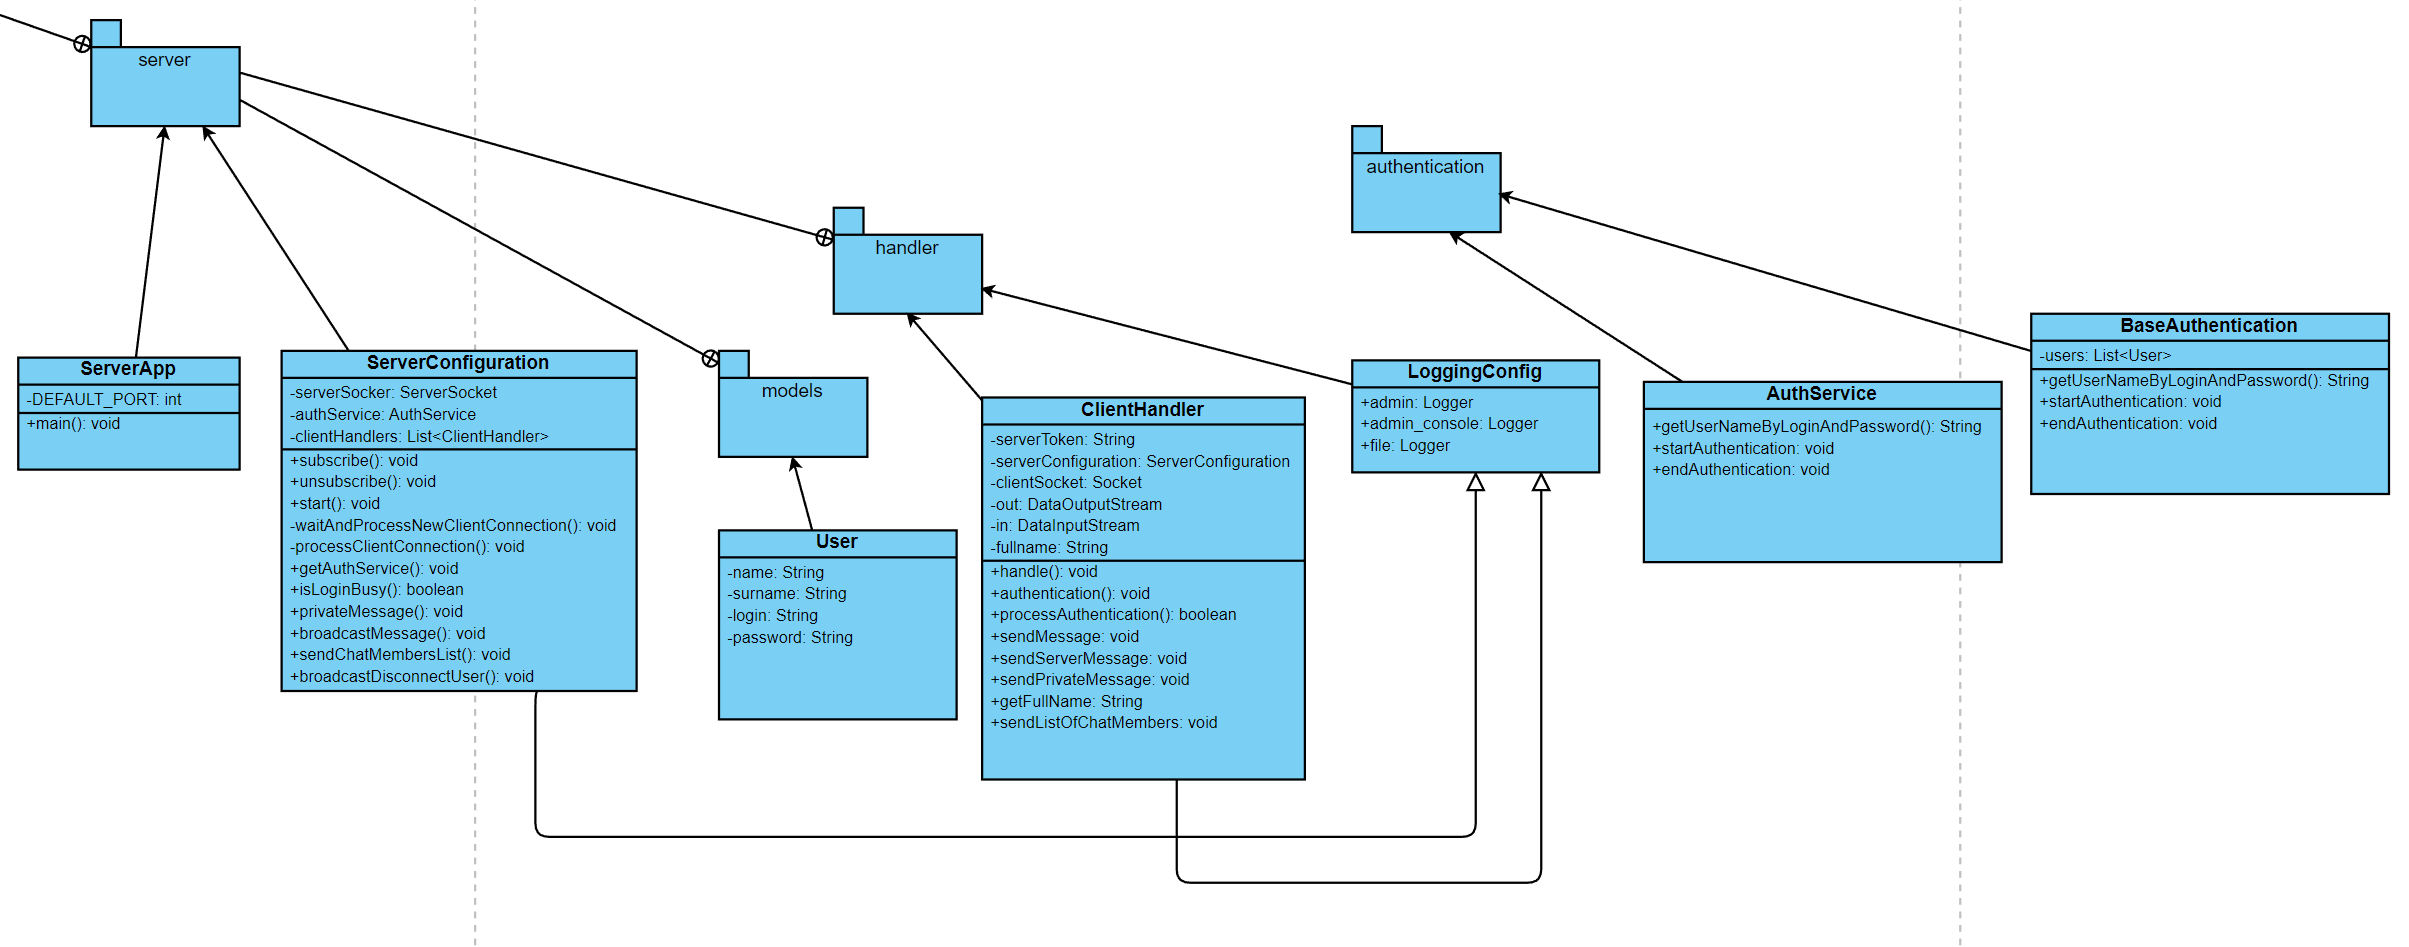 server
authentication
handler
models
ServerApp
-DEFAULT_PORT: int
+main(): void
ServerConfiguration
-serverSocker: ServerSocket
-authService: AuthService
-clientHandlers: List<ClientHandler>
+subscribe(): void
+unsubscribe(): void
+start(): void
-waitAndProcessNewClientConnection(): void
-processClientConnection(): void
+getAuthService(): void
+isLoginBusy(): boolean
+privateMessage(): void
+broadcastMessage(): void
+sendChatMembersList(): void
+broadcastDisconnectUser(): void
User
-name: String
-surname: String
-login: String
-password: String
ClientHandler
-serverToken: String
-serverConfiguration: ServerConfiguration
-clientSocket: Socket
-out: DataOutputStream
-in: DataInputStream
-fullname: String
+handle(): void
+authentication(): void
+processAuthentication(): boolean
+sendMessage: void
+sendServerMessage: void
+sendPrivateMessage: void
+getFullName: String
+sendListOfChatMembers: void
LoggingConfig
+admin: Logger
+admin_console: Logger
+file: Logger
AuthService
+getUserNameByLoginAndPassword(): String
+startAuthentication: void
+endAuthentication: void
BaseAuthentication
-users: List<User>
+getUserNameByLoginAndPassword(): String
+startAuthentication: void
+endAuthentication: void